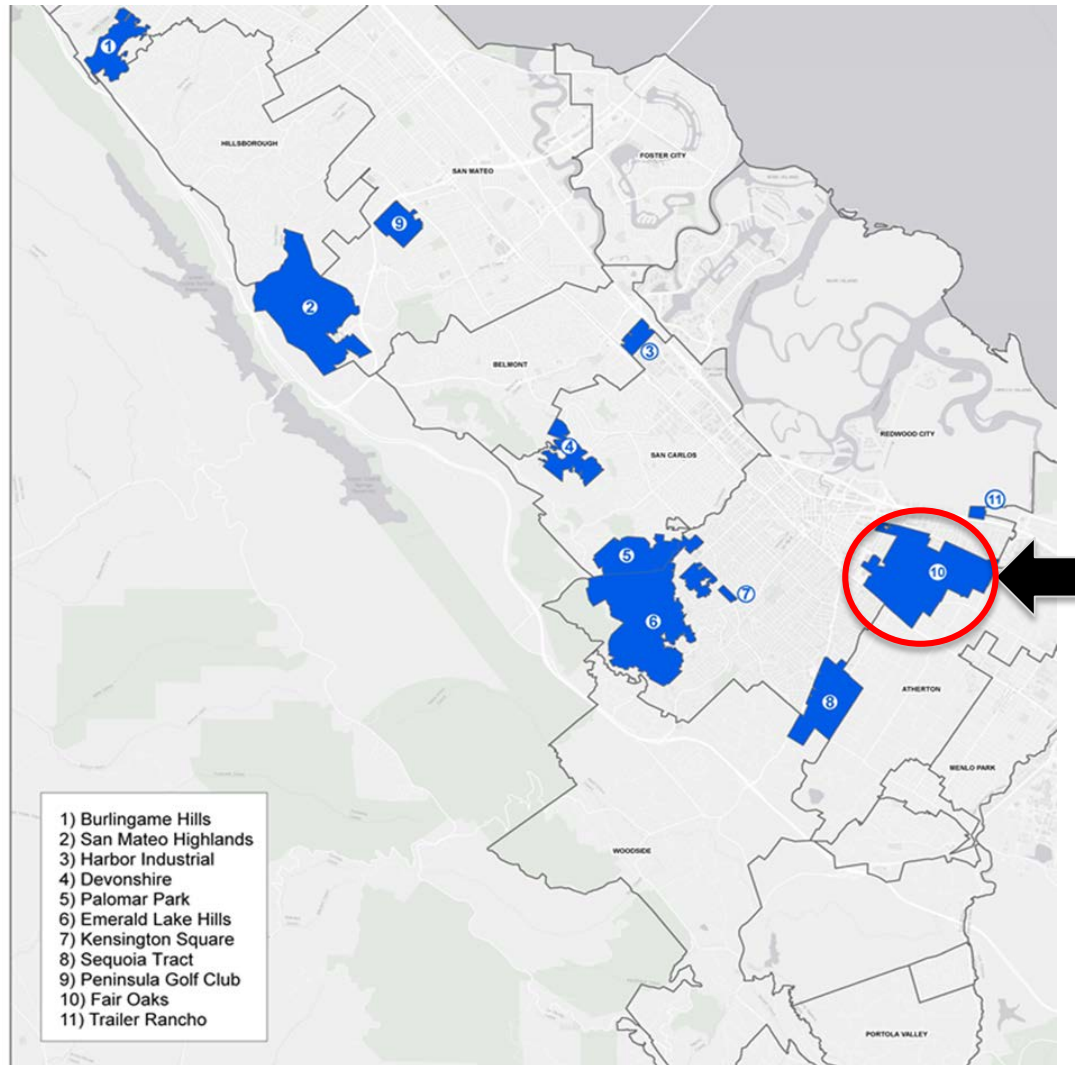 1
HILLSBOROUGH
FOSTER CITY
SAN MATEO
9
2
3
BELMONT
REDWOOD CITY
4
SAN CARLOS
11
5
10
7
6
ATHERTON
8
MENLO PARK
WOODSIDE
PORTOLA VALLEY
1) Burlingame Hills
2) San Mateo Highlands
3) Harbor Industrial
4) Devonshire
5) Palomar Park
6) Emerald Lake Hills
7) Kensington Square
8) Sequoia Tract
9) Peninsula Golf Club
10) Fair Oaks
11) Trailer Rancho